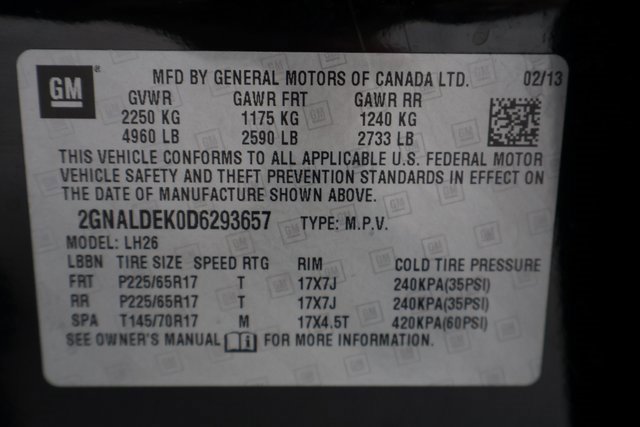 GM® MFD BY GENERAL MOTORS OF CANADA LTD. 02/13
GVWR GAWR FRT GAWR RR
2250 KG 1175 KG 1240 KG
4960 LB 2590 LB 2733 LB
THIS VEHICLE CONFORMS TO ALL APPLICABLE U.S. FEDERAL MOTOR
VEHICLE SAFETY AND THEFT PREVENTION STANDARDS IN EFFECT ON
THE DATE OF MANUFACTURE SHOWN ABOVE.
2GNALDEK0D6293657 TYPE: M.P.V.
MODEL: LH26
LBBN TIRE SIZE SPEED RTG RIM COLD TIRE PRESSURE
FRT P225/65R17 T 17X7J 240KPA(35PSI)
RR P225/65R17 T 17X7J 240KPA(35PSI)
SPA T145/70R17 M 17X4.5T 420KPA(60PSI)
SEE OWNER'S MANUAL FOR MORE INFORMATION.